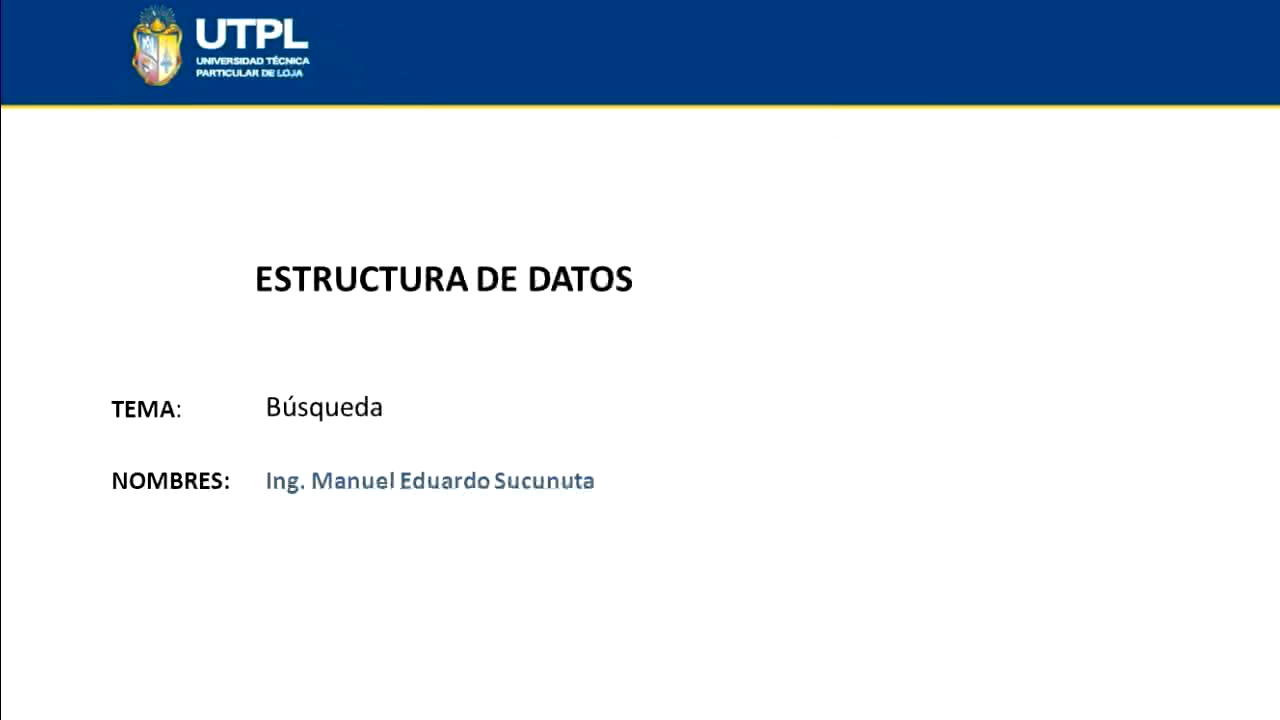 UTPL
UNIVERSIDAD TÉCNICA
PARTICULAR DE LOJA
ESTRUCTURA DE DATOS
TEMA: Búsqueda
NOMBRES: Ing. Manuel Eduardo Sucunuta